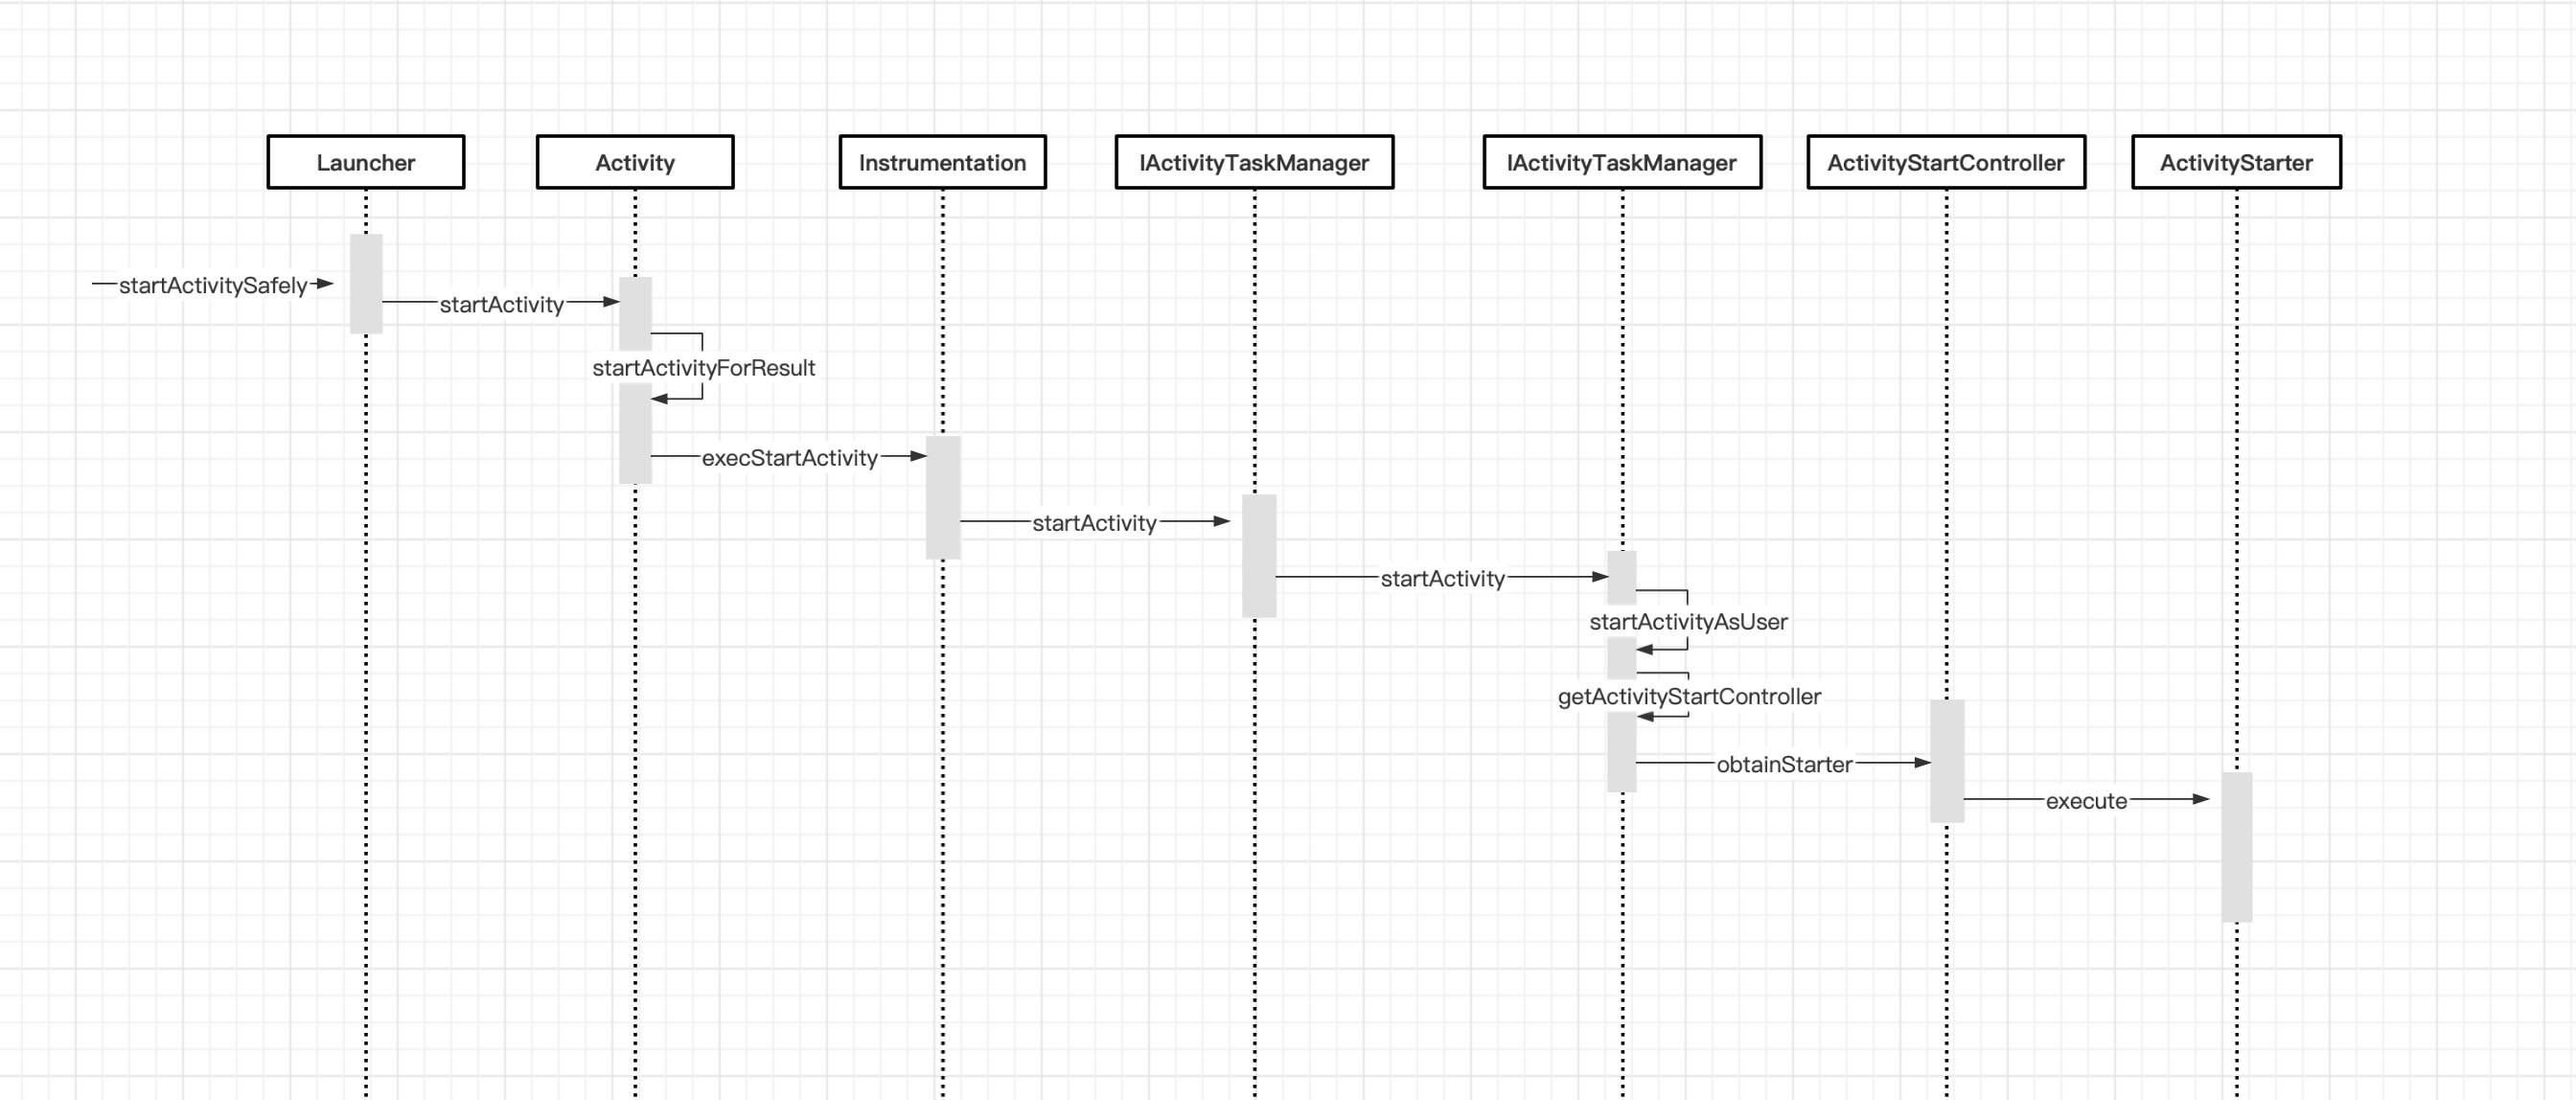 Launcher
Activity
Instrumentation
IActivityTaskManager
IActivityTaskManager
ActivityStartController
ActivityStarter
startActivitySafely
startActivity
startActivityForResult
execStartActivity
startActivity
startActivity
startActivityAsUser
getActivityStartController
obtainStarter
execute